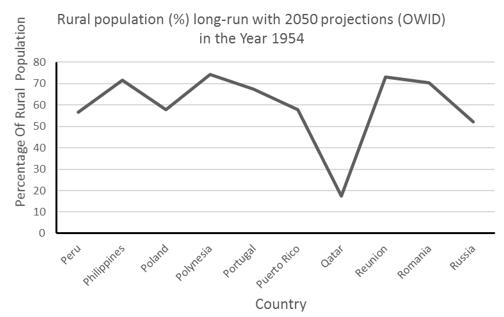 Rural population (%) long-run with 2050 projections (OWID)
in the Year 1954
Percentage Of Rural Population
80
70
60
50
40
30
20
10
0
Peru
Philippines
Poland
Polynesia
Portugal
Puerto Rico
Qatar
Reunion
Romania
Russia
Country